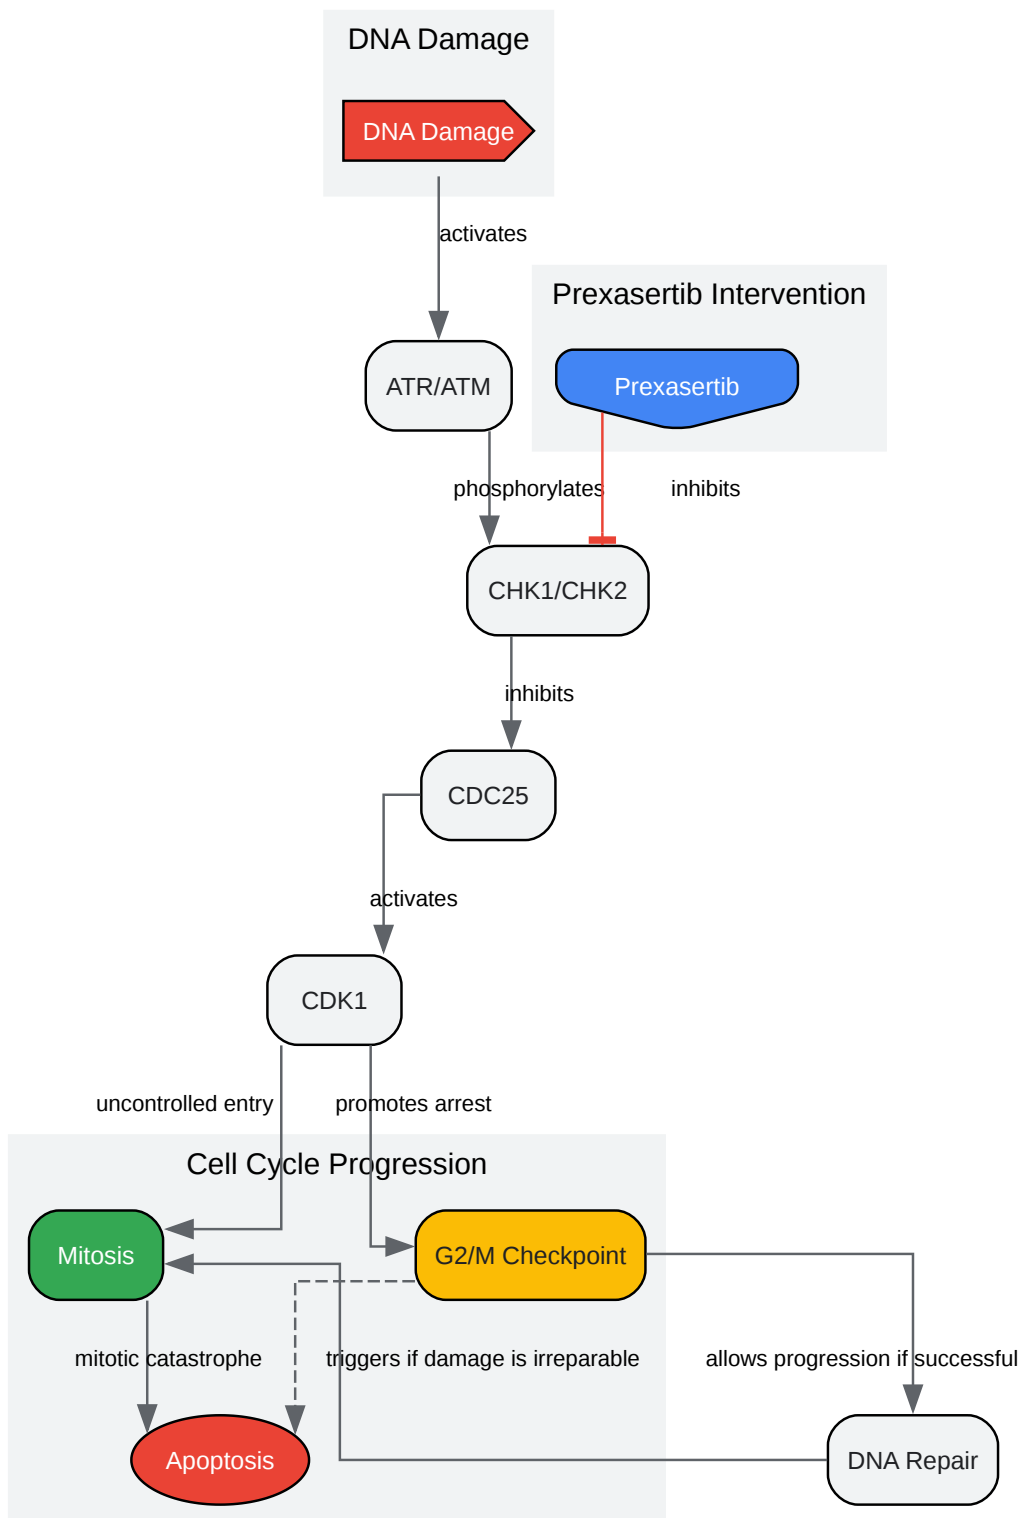 DNA Damage
DNA Damage
activates
Prexasertib Intervention
ATR/ATM
Prexasertib
phosphorylates
inhibits
CHK1/CHK2
inhibits
CDC25
activates
CDK1
uncontrolled entry
promotes arrest
Cell Cycle Progression
Mitosis
G2/M Checkpoint
mitotic catastrophe
triggers if damage is irreparable
allows progression if successful
Apoptosis
DNA Repair